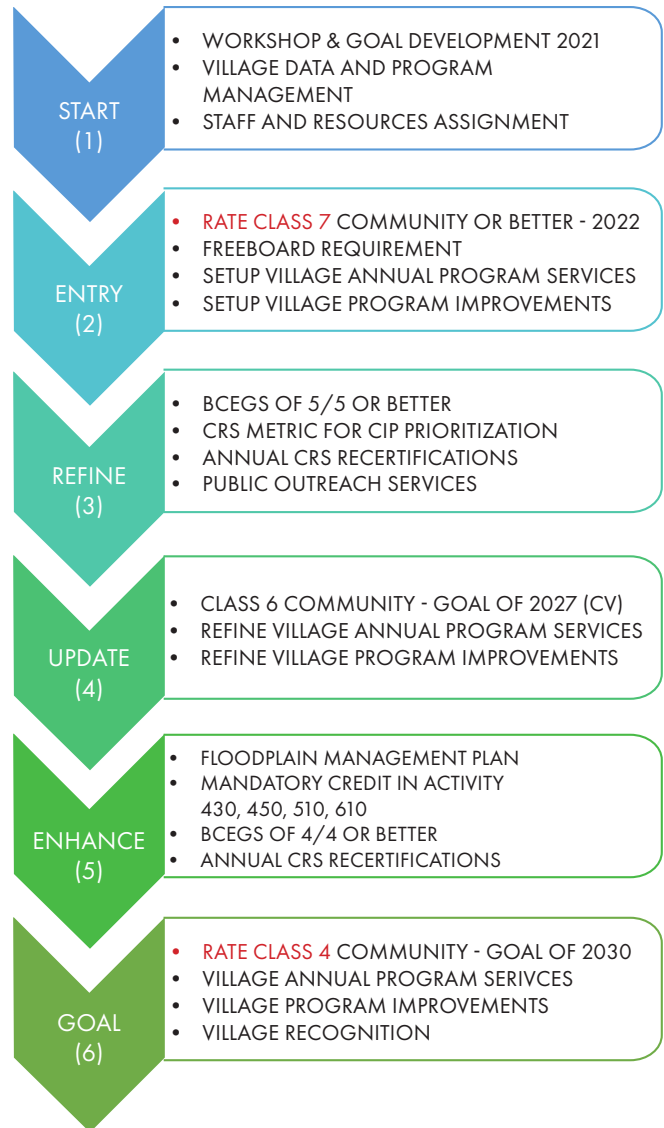 START
(1)
• WORKSHOP & GOAL DEVELOPMENT 2021
• VILLAGE DATA AND PROGRAM
MANAGEMENT
• STAFF AND RESOURCES ASSIGNMENT
ENTRY
(2)
• RATE CLASS 7 COMMUNITY OR BETTER - 2022
• FREEBOARD REQUIREMENT
• SETUP VILLAGE ANNUAL PROGRAM SERVICES
• SETUP VILLAGE PROGRAM IMPROVEMENTS
REFINE
(3)
• BCEGS OF 5/5 OR BETTER
• CRS METRIC FOR CIP PRIORITIZATION
• ANNUAL CRS RECERTIFICATIONS
• PUBLIC OUTREACH SERVICES
UPDATE
(4)
• CLASS 6 COMMUNITY - GOAL OF 2027 (CV)
• REFINE VILLAGE ANNUAL PROGRAM SERVICES
• REFINE VILLAGE PROGRAM IMPROVEMENTS
ENHANCE
(5)
• FLOODPLAIN MANAGEMENT PLAN
• MANDATORY CREDIT IN ACTIVITY
430, 450, 510, 610
• BCEGS OF 4/4 OR BETTER
• ANNUAL CRS RECERTIFICATIONS
GOAL
(6)
• RATE CLASS 4 COMMUNITY - GOAL OF 2030
• VILLAGE ANNUAL PROGRAM SERIVCES
• VILLAGE PROGRAM IMPROVEMENTS
• VILLAGE RECOGNITION